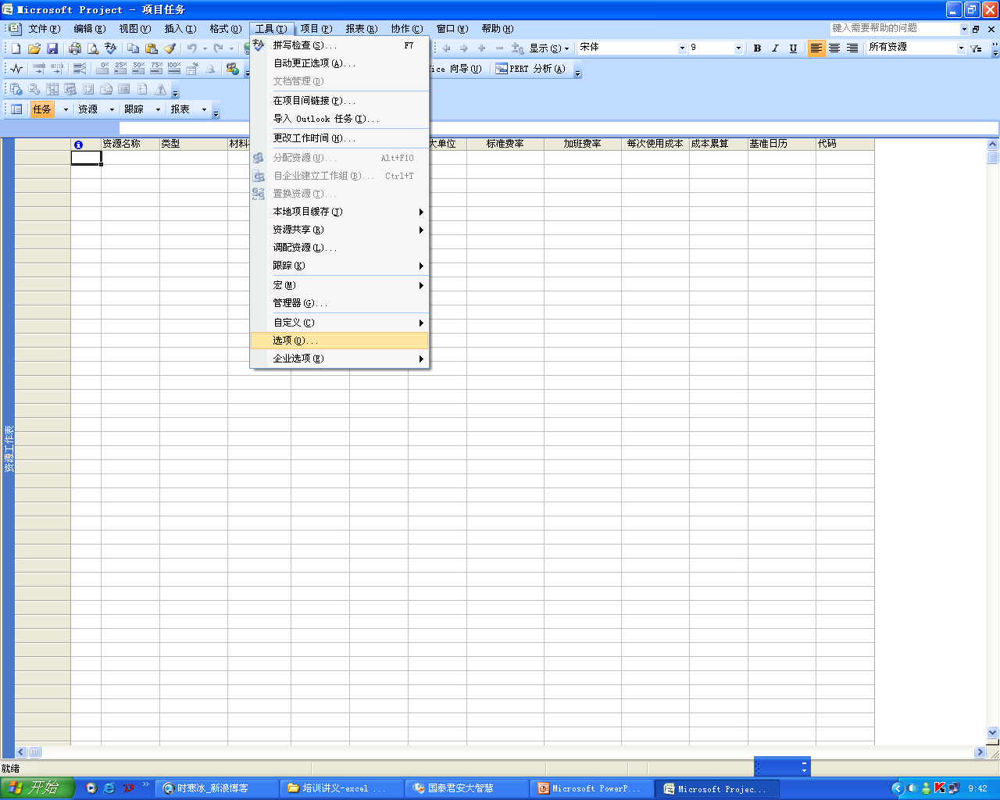 Microsoft Project - 项目任务
文件(F) 编辑(E) 视图(V) 插入(I) 格式(O) 工具(T) 项目(P) 报表(R) 协作(C) 窗口(W) 帮助(H) 键入需要帮助的问题
显示(S) 宋体 9 B I U 所有资源
0% 25% 50% 75% 100% 向导(U) PERT 分析(A)
任务 资源 跟踪 报表
拼写检查(S)... F7
自动更正选项(A)...
文档管理(D)
在项目间链接(P)...
导入 Outlook 任务(I)...
更改工作时间(H)...
分配资源(U)... Alt+F10
自企业建立工作组(B)... Ctrl+T
置换资源(T)...
本地项目缓存(J)
资源共享(R)
调配资源(L)...
跟踪(K)
宏(M)
管理器(G)...
自定义(C)
选项(O)...
企业选项(E)
资源名称 类型 材料 大单位 标准费率 加班费率 每次使用成本 成本累算 基准日历 代码
资源工作表
就绪
开始 时寒冰_新浪博客 培训讲义-excel ... 国泰君安大智慧 Microsoft PowerP... Microsoft Projec... 9:42